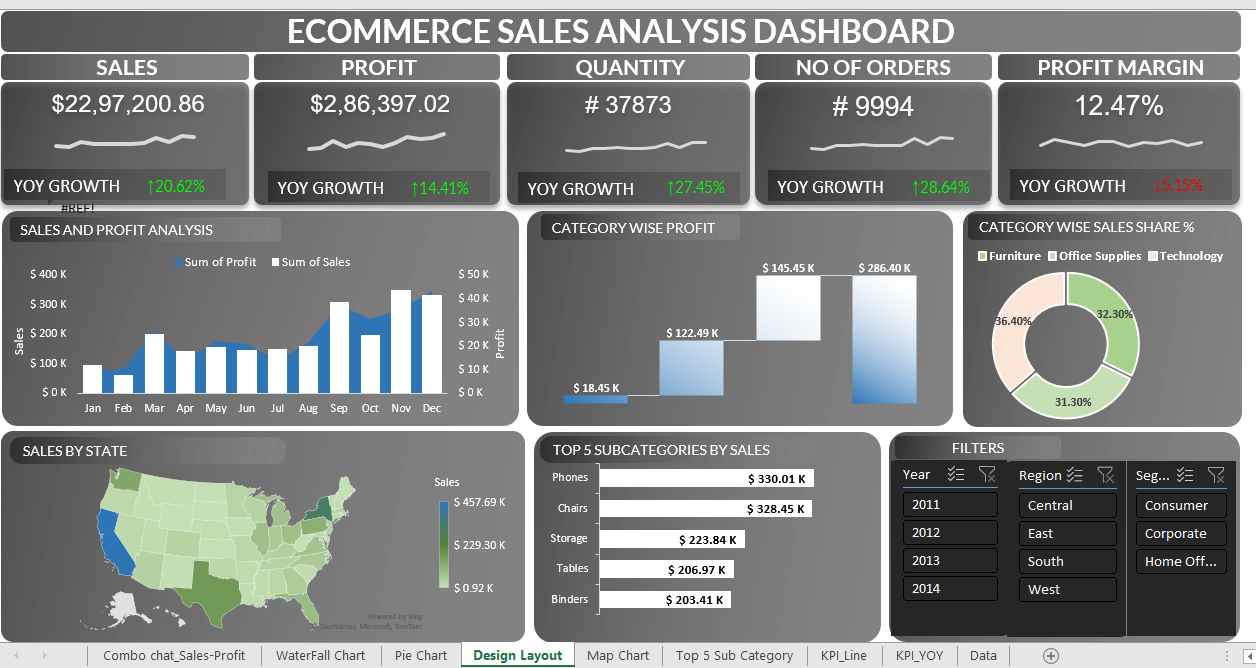 ECOMMERCE SALES ANALYSIS DASHBOARD
SALES
PROFIT
QUANTITY
NO OF ORDERS
PROFIT MARGIN
$22,97,200.86
$2,86,397.02
# 37873
# 9994
12.47%
YOY GROWTH ↑20.62%
YOY GROWTH ↑14.41%
YOY GROWTH ↑27.45%
YOY GROWTH ↑28.64%
YOY GROWTH ↓5.15%
#REF!
SALES AND PROFIT ANALYSIS
Sum of Profit Sum of Sales
$ 400 K
$ 300 K
$ 200 K
$ 100 K
$ 0 K
Sales
$ 50 K
$ 40 K
$ 30 K
$ 20 K
$ 10 K
$ 0 K
Profit
Jan Feb Mar Apr May Jun Jul Aug Sep Oct Nov Dec
CATEGORY WISE PROFIT
$ 18.45 K
$ 122.49 K
$ 145.45 K
$ 286.40 K
CATEGORY WISE SALES SHARE %
Furniture Office Supplies Technology
36.40%
32.30%
31.30%
SALES BY STATE
Sales
$ 457.69 K
$ 229.30 K
$ 0.92 K
Powered by Bing
© GeoNames, Microsoft, TomTom
TOP 5 SUBCATEGORIES BY SALES
Phones $ 330.01 K
Chairs $ 328.45 K
Storage $ 223.84 K
Tables $ 206.97 K
Binders $ 203.41 K
FILTERS
Year
2011
2012
2013
2014
Region
Central
East
South
West
Seg...
Consumer
Corporate
Home Off...
Combo chat_Sales-Profit WaterFall Chart Pie Chart Design Layout Map Chart Top 5 Sub Category KPI_Line KPI_YOY Data